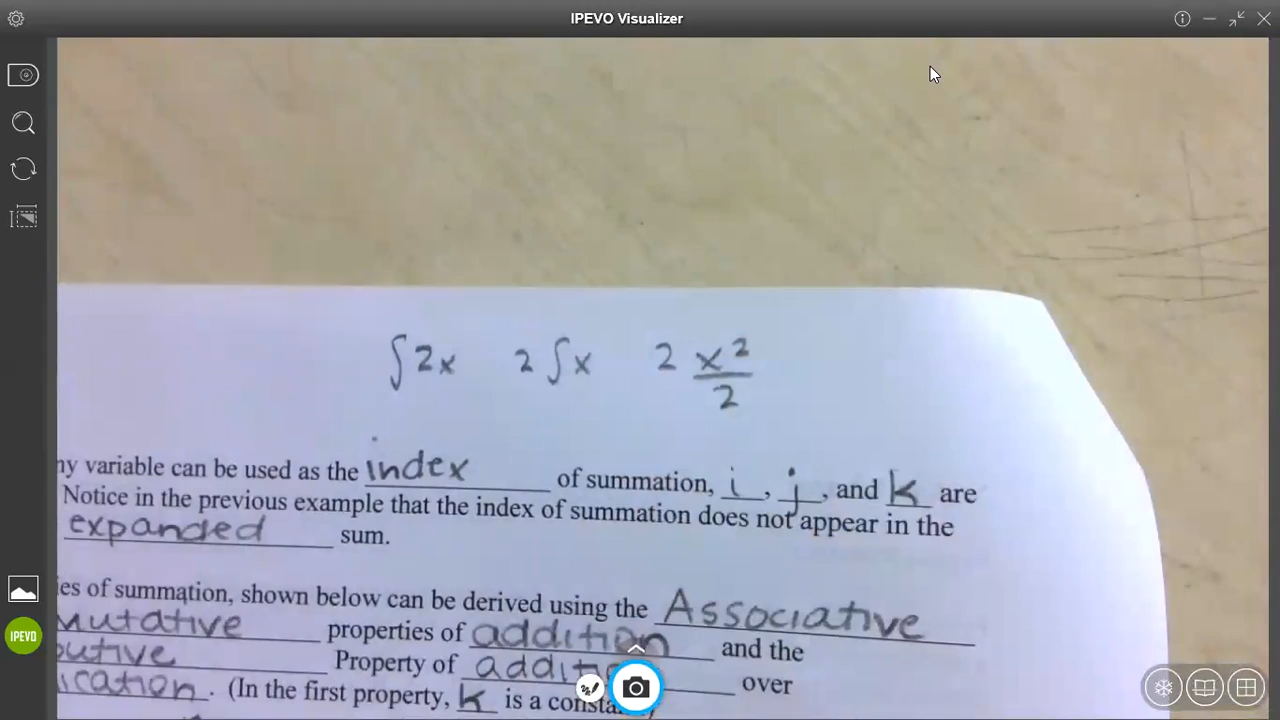 IPEVO Visualizer
∫2x 2∫x 2 x²/2
ny variable can be used as the index of summation, i, j, and k are
Notice in the previous example that the index of summation does not appear in the
expanded sum.
ies of summation, shown below can be derived using the Associative
mutative properties of addition and the
butive Property of over
ication. (In the first property, k is a
IPEVO